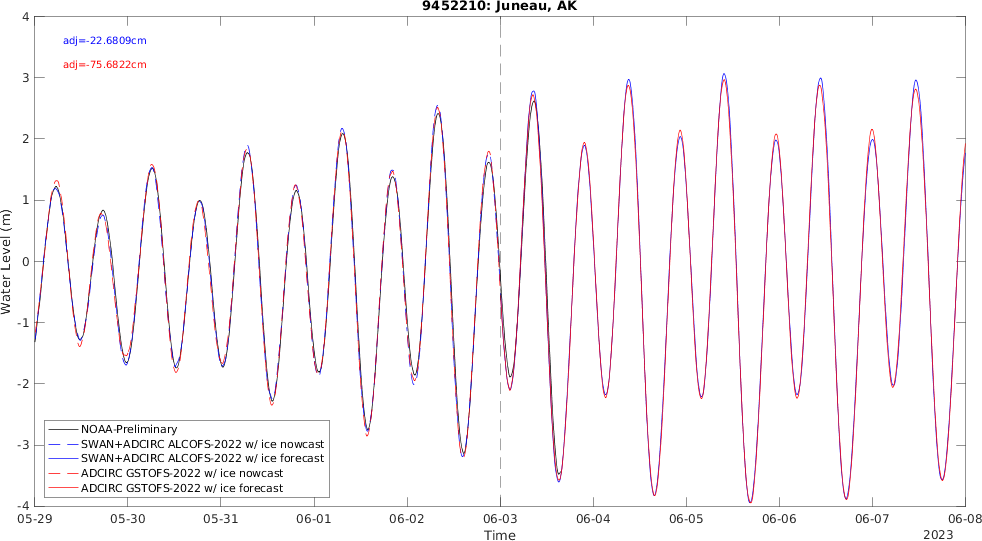 9452210: Juneau, AK
adj=-22.6809cm
adj=-75.6822cm
4
3
2
1
0
-1
-2
-3
-4
Water Level (m)
NOAA-Preliminary
SWAN+ADCIRC ALCOFS-2022 w/ ice nowcast
SWAN+ADCIRC ALCOFS-2022 w/ ice forecast
ADCIRC GSTOFS-2022 w/ ice nowcast
ADCIRC GSTOFS-2022 w/ ice forecast
05-29 05-30 05-31 06-01 06-02 06-03 06-04 06-05 06-06 06-07 06-08
Time
2023